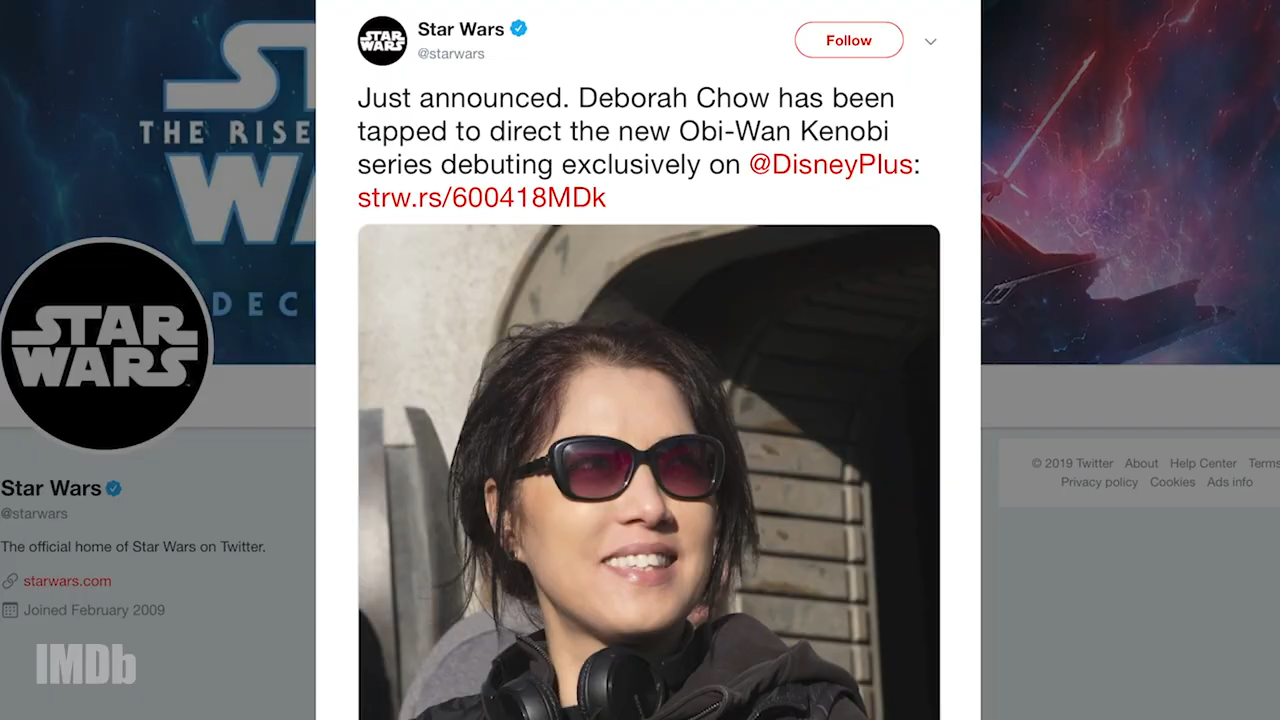 STAR WARS
Star Wars
@starwars
Follow
Just announced. Deborah Chow has been
tapped to direct the new Obi-Wan Kenobi
series debuting exclusively on @DisneyPlus:
strw.rs/600418MDk
THE RISE
WA
DEC
STAR
WARS
Star Wars
@starwars
The official home of Star Wars on Twitter.
starwars.com
Joined February 2009
© 2019 Twitter About Help Center Terms
Privacy policy Cookies Ads info
IMDb